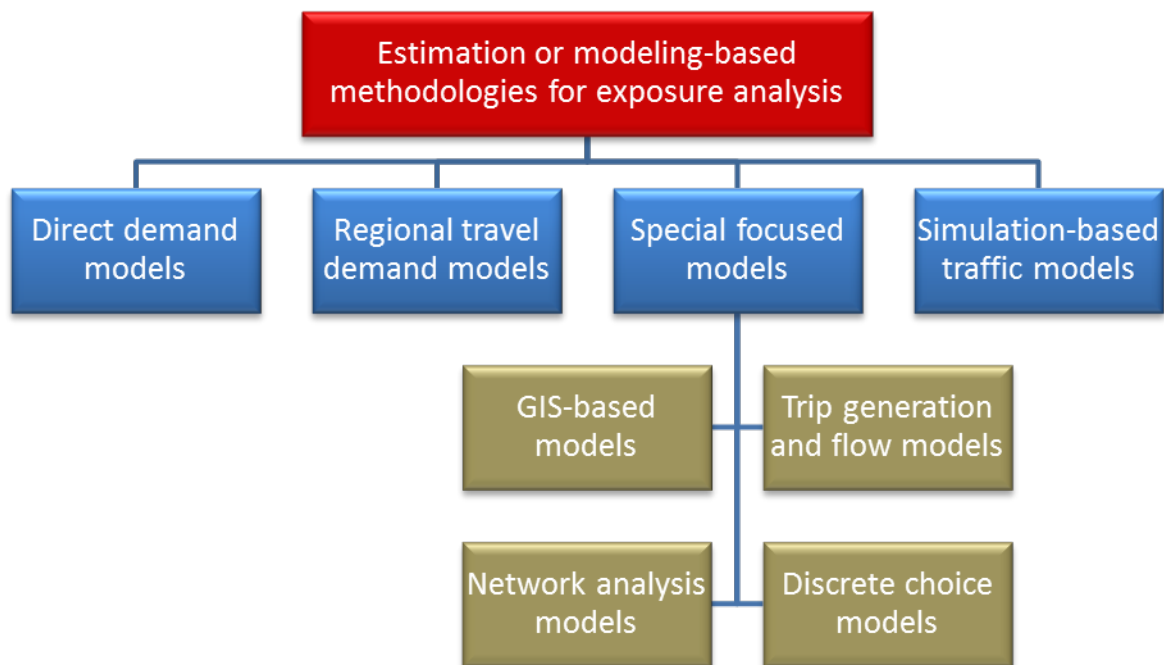 Estimation or modeling-based
methodologies for exposure analysis
Direct demand
models
Regional travel
demand models
Special focused
models
Simulation-based
traffic models
GIS-based
models
Trip generation
and flow models
Network analysis
models
Discrete choice
models